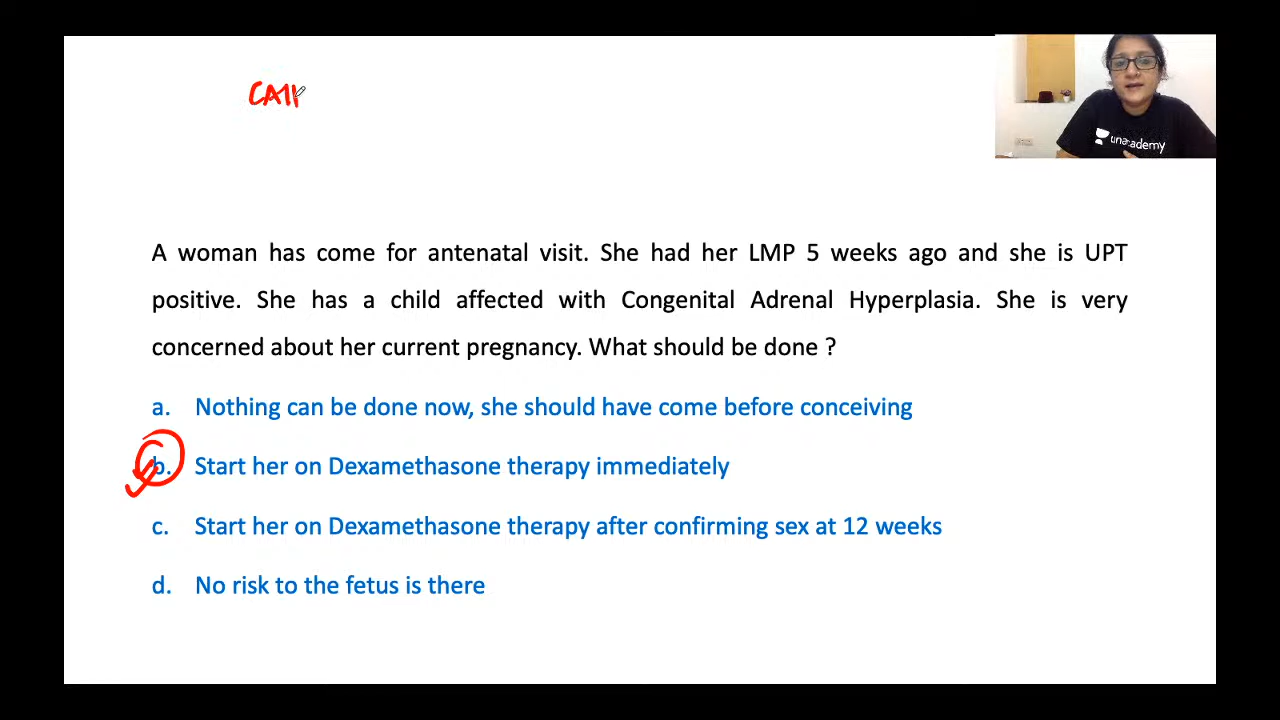 CAH
unacademy
A woman has come for antenatal visit. She had her LMP 5 weeks ago and she is UPT
positive. She has a child affected with Congenital Adrenal Hyperplasia. She is very
concerned about her current pregnancy. What should be done ?
a. Nothing can be done now, she should have come before conceiving
b. Start her on Dexamethasone therapy immediately
c. Start her on Dexamethasone therapy after confirming sex at 12 weeks
d. No risk to the fetus is there